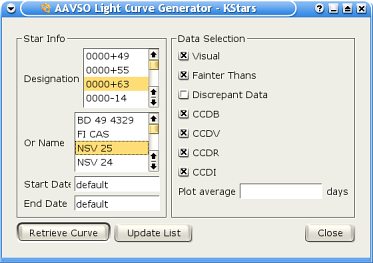 AAVSO Light Curve Generator - KStars
Star Info
Designation
0000+49
0000+55
0000+63
0000-14
Or Name
BD 49 4329
FI CAS
NSV 25
NSV 24
Start Date default
End Date default
Data Selection
Visual
Fainter Thans
Discrepant Data
CCDB
CCDV
CCDR
CCDI
Plot average days
Retrieve Curve Update List Close